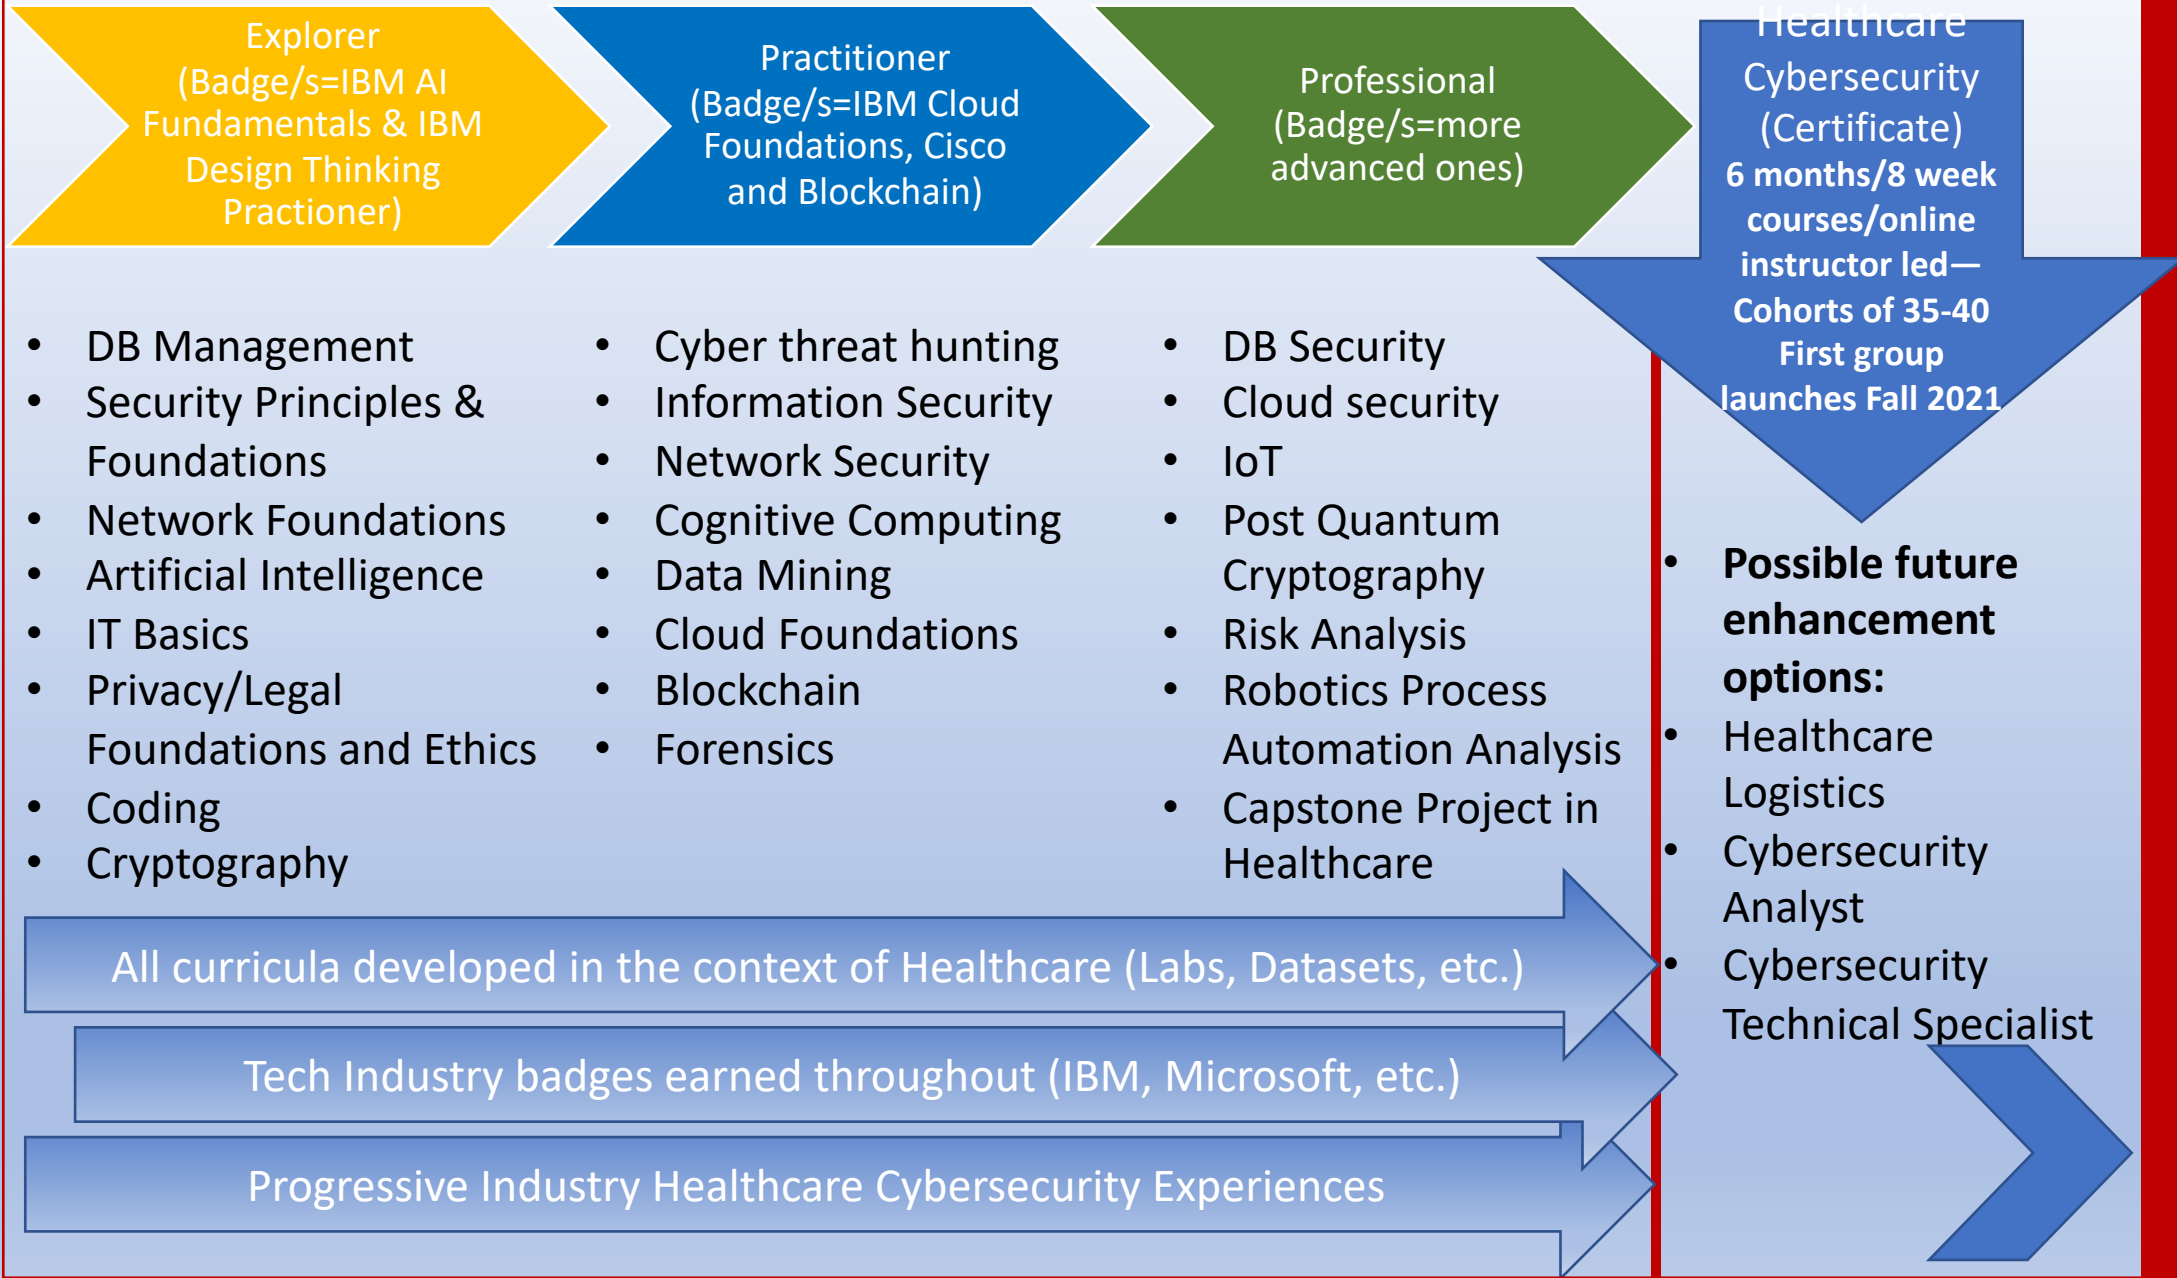 Explorer
(Badge/s=IBM AI
Fundamentals & IBM
Design Thinking
Practioner)
Practitioner
(Badge/s=IBM Cloud
Foundations, Cisco
and Blockchain)
Professional
(Badge/s=more
advanced ones)
Healthcare
Cybersecurity
(Certificate)
6 months/8 week
courses/online
instructor led—
Cohorts of 35-40
First group
launches Fall 2021
• DB Management
• Security Principles &
Foundations
• Network Foundations
• Artificial Intelligence
• IT Basics
• Privacy/Legal
Foundations and Ethics
• Coding
• Cryptography
• Cyber threat hunting
• Information Security
• Network Security
• Cognitive Computing
• Data Mining
• Cloud Foundations
• Blockchain
• Forensics
• DB Security
• Cloud security
• IoT
• Post Quantum
Cryptography
• Risk Analysis
• Robotics Process
Automation Analysis
• Capstone Project in
Healthcare
• Possible future
enhancement
options:
• Healthcare
Logistics
• Cybersecurity
Analyst
• Cybersecurity
Technical Specialist
All curricula developed in the context of Healthcare (Labs, Datasets, etc.)
Tech Industry badges earned throughout (IBM, Microsoft, etc.)
Progressive Industry Healthcare Cybersecurity Experiences